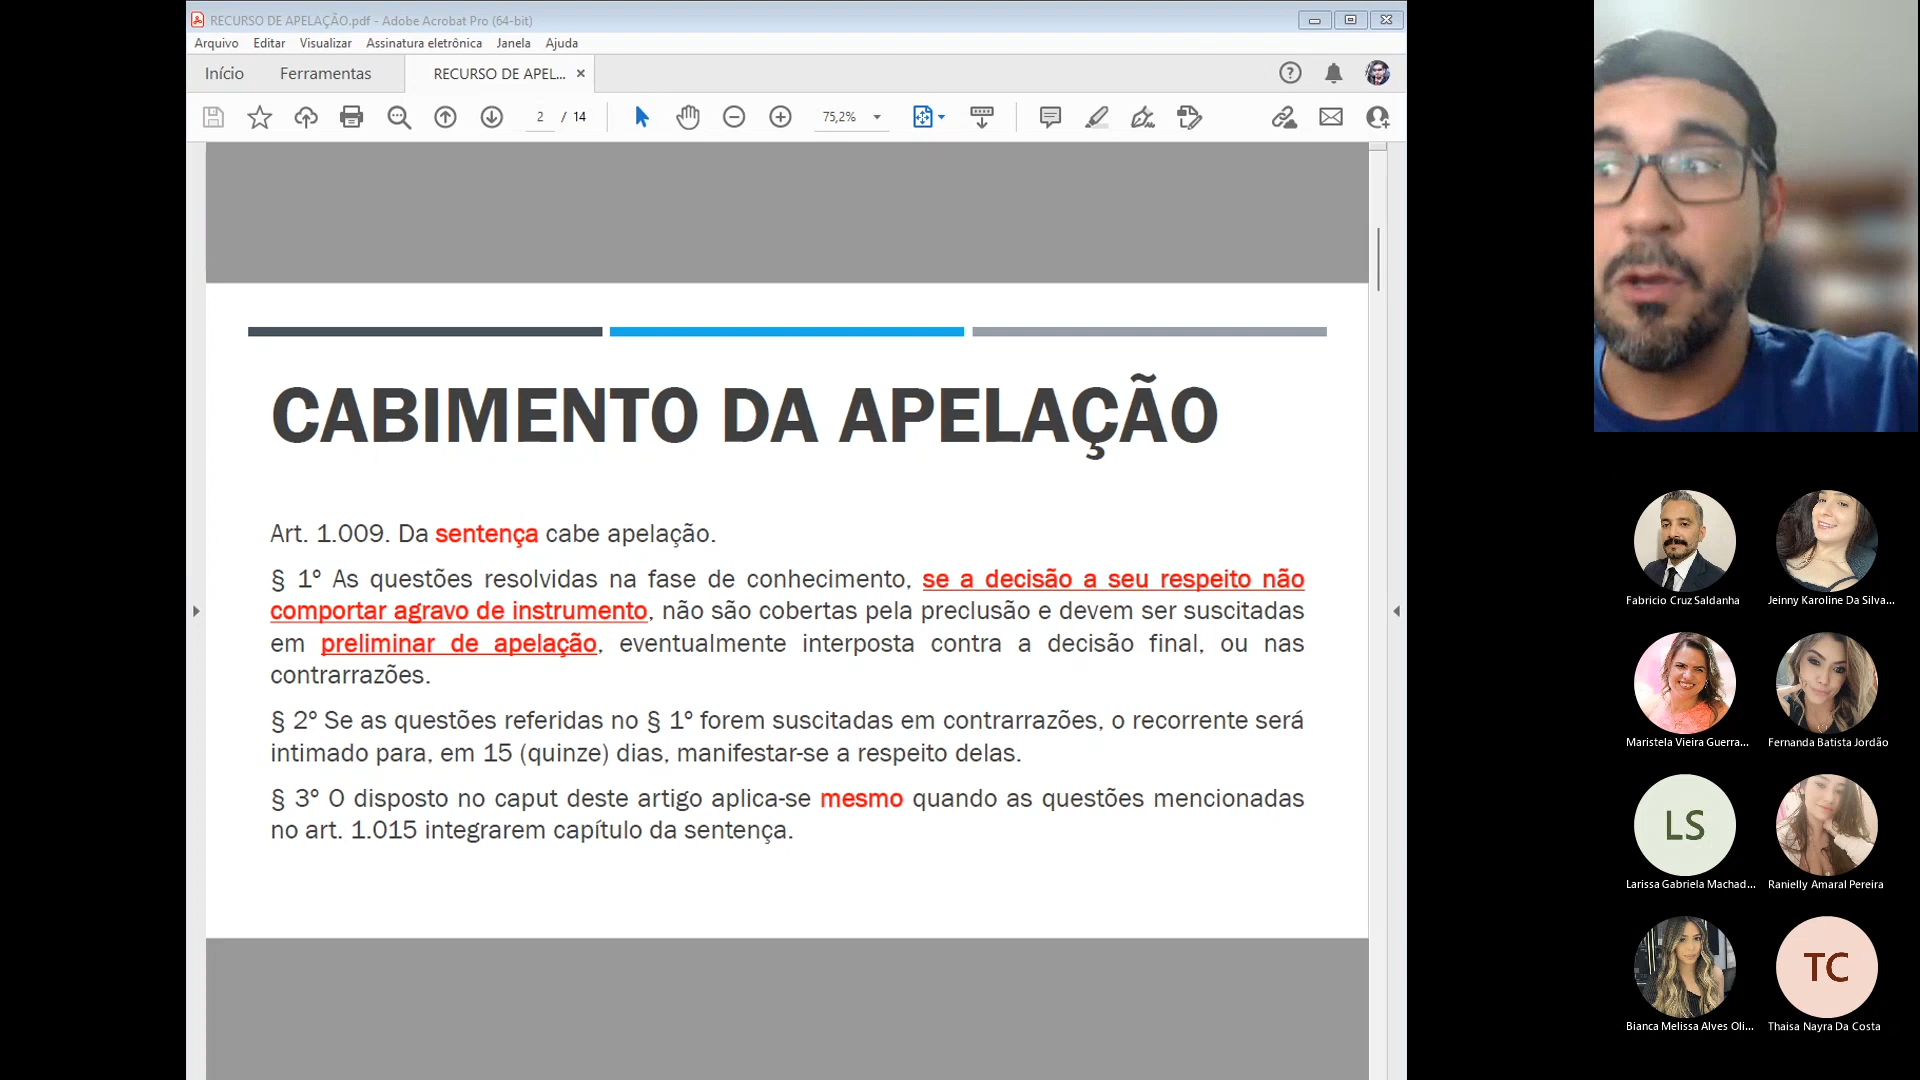 RECURSO DE APELAÇÃO.pdf - Adobe Acrobat Pro (64-bit)
Arquivo Editar Visualizar Assinatura eletrônica Janela Ajuda
Início Ferramentas RECURSO DE APEL... ×
2 / 14 75,2%
CABIMENTO DA APELAÇÃO
Art. 1.009. Da sentença cabe apelação.
§ 1º As questões resolvidas na fase de conhecimento, se a decisão a seu respeito não
comportar agravo de instrumento, não são cobertas pela preclusão e devem ser suscitadas
em preliminar de apelação, eventualmente interposta contra a decisão final, ou nas
contrarrazões.
§ 2º Se as questões referidas no § 1º forem suscitadas em contrarrazões, o recorrente será
intimado para, em 15 (quinze) dias, manifestar-se a respeito delas.
§ 3º O disposto no caput deste artigo aplica-se mesmo quando as questões mencionadas
no art. 1.015 integrarem capítulo da sentença.
Fabricio Cruz Saldanha Jeinny Karoline Da Silva...
Maristela Vieira Guerra... Fernanda Batista Jordão
LS
Larissa Gabriela Machad... Ranielly Amaral Pereira
TC
Bianca Melissa Alves Oli... Thaisa Nayra Da Costa